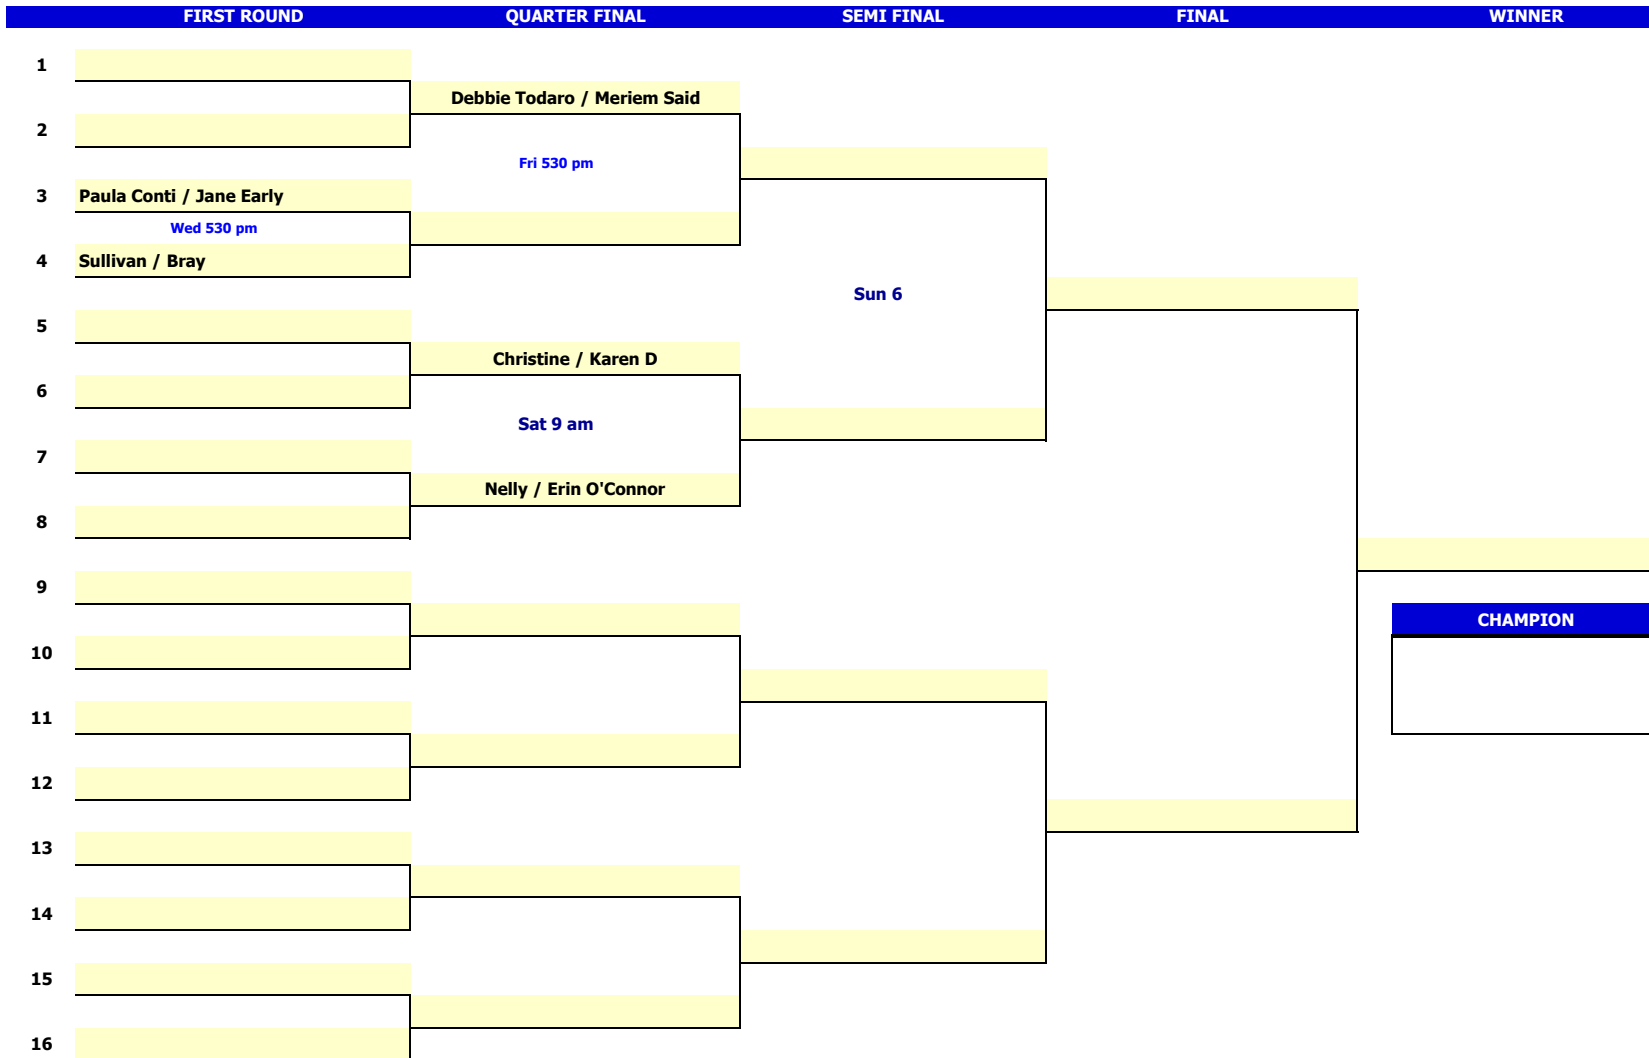 FIRST ROUND QUARTER FINAL SEMI FINAL FINAL WINNER
1
Debbie Todaro / Meriem Said
2
Fri 530 pm
3 Paula Conti / Jane Early
Wed 530 pm
4 Sullivan / Bray
Sun 6
5
Christine / Karen D
6
Sat 9 am
7
Nelly / Erin O'Connor
8
9
CHAMPION
10
11
12
13
14
15
16